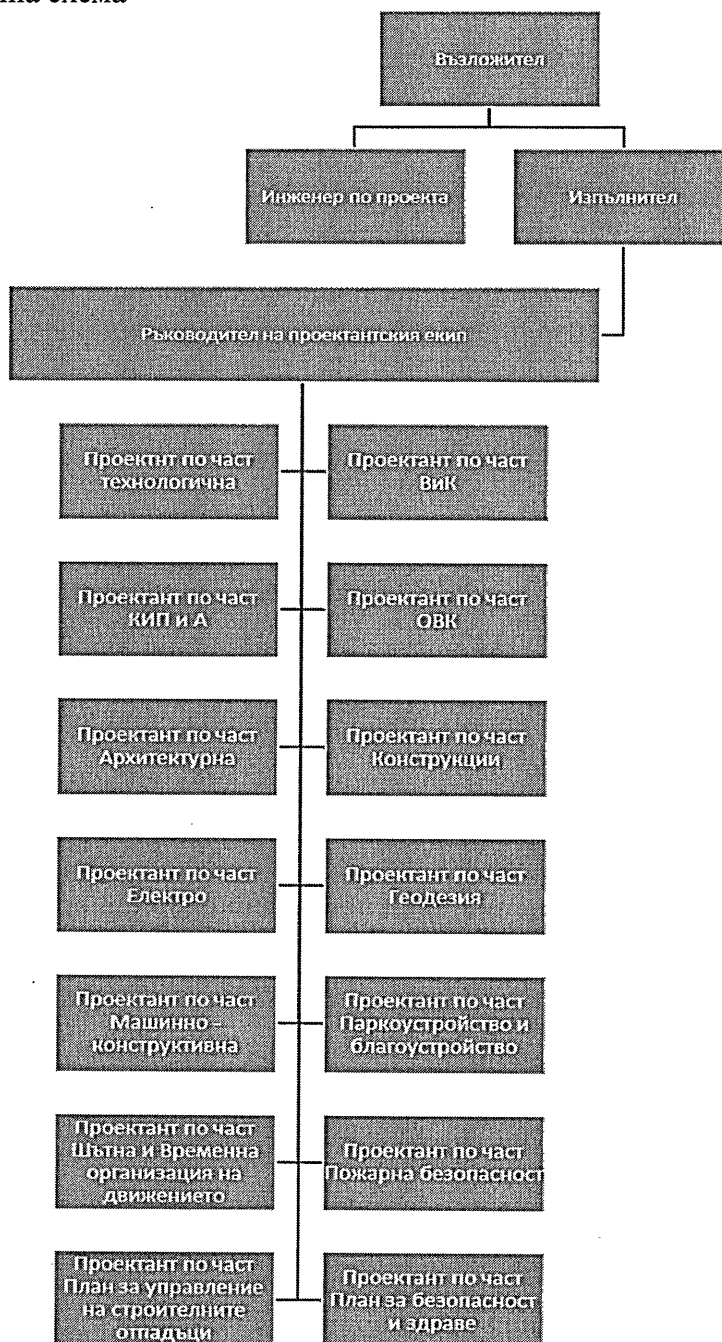 схема
Възложител
Инженер по проекта
Изпълнител
Ръководител на проектантския екип
Проектнт по част
технологична
Проектант по част
ВиК
Проектант по част
КИП и А
Проектант по част
ОВК
Проектант по част
Архитектурна
Проектант по част
Конструкции
Проектант по част
Електро
Проектант по част
Геодезия
Проектант по част
Машинно -
конструктивна
Проектант по част
Паркоустройство и
благоустройство
Проектант по част
Пътна и Временна
организация на
движението
Проектант по част
Пожарна безопасност
Проектант по част
План за управление
на строителните
отпадъци
Проектант по част
План за безопасност
и здраве